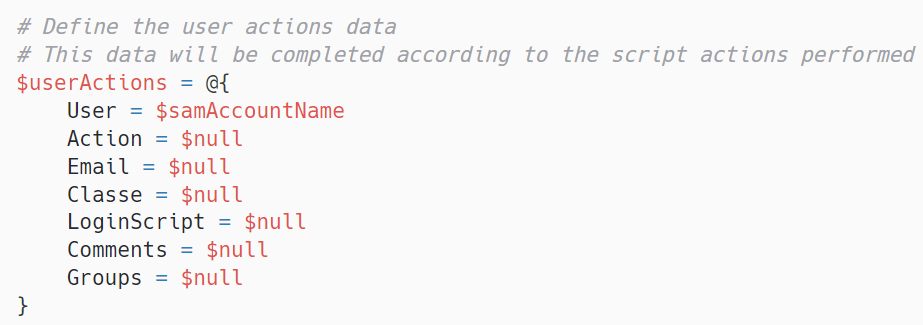 # Define the user actions data
# This data will be completed according to the script actions performed
$userActions = @{
    User = $samAccountName
    Action = $null
    Email = $null
    Classe = $null
    LoginScript = $null
    Comments = $null
    Groups = $null
}